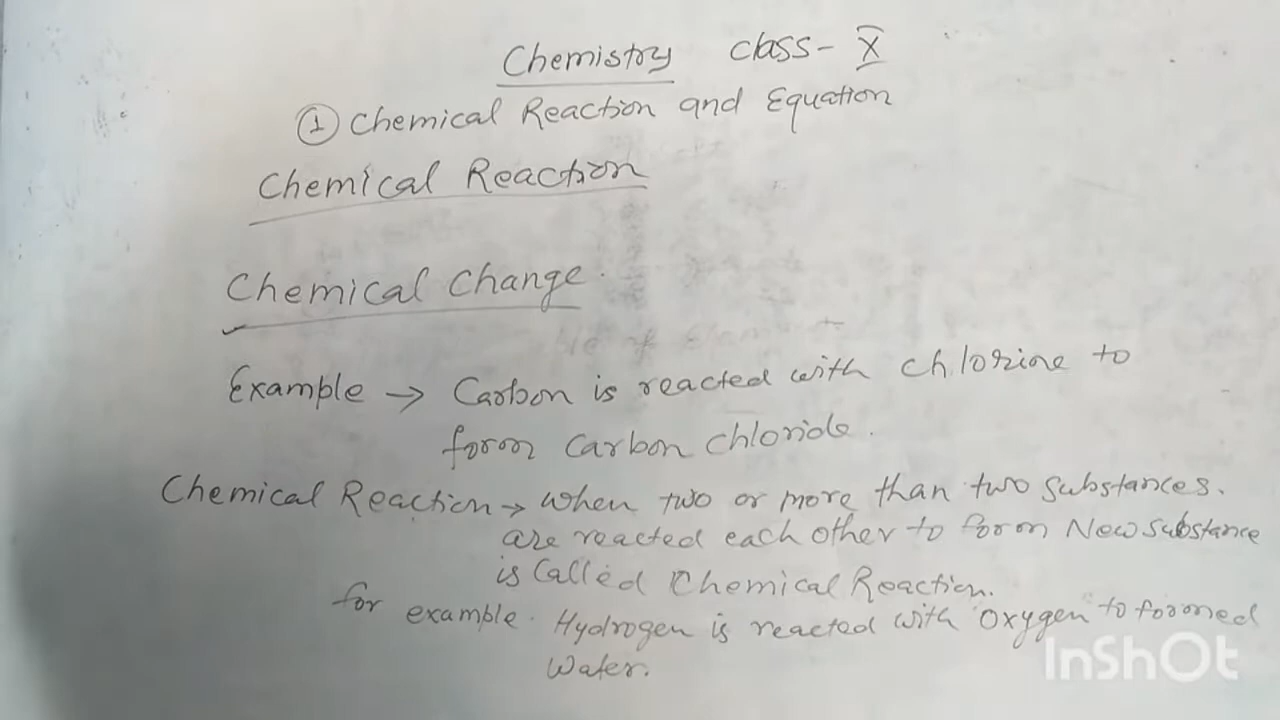 Chemistry class - X
① Chemical Reaction and Equation
Chemical Reaction
Chemical Change.
Example → Carbon is reacted with chlorine to
form Carbon chloride.
Chemical Reaction → when two or more than two substances.
are reacted each other to form New substance
is Called Chemical Reaction.
for example. Hydrogen is reacted with oxygen to formed
Water.
InShOt